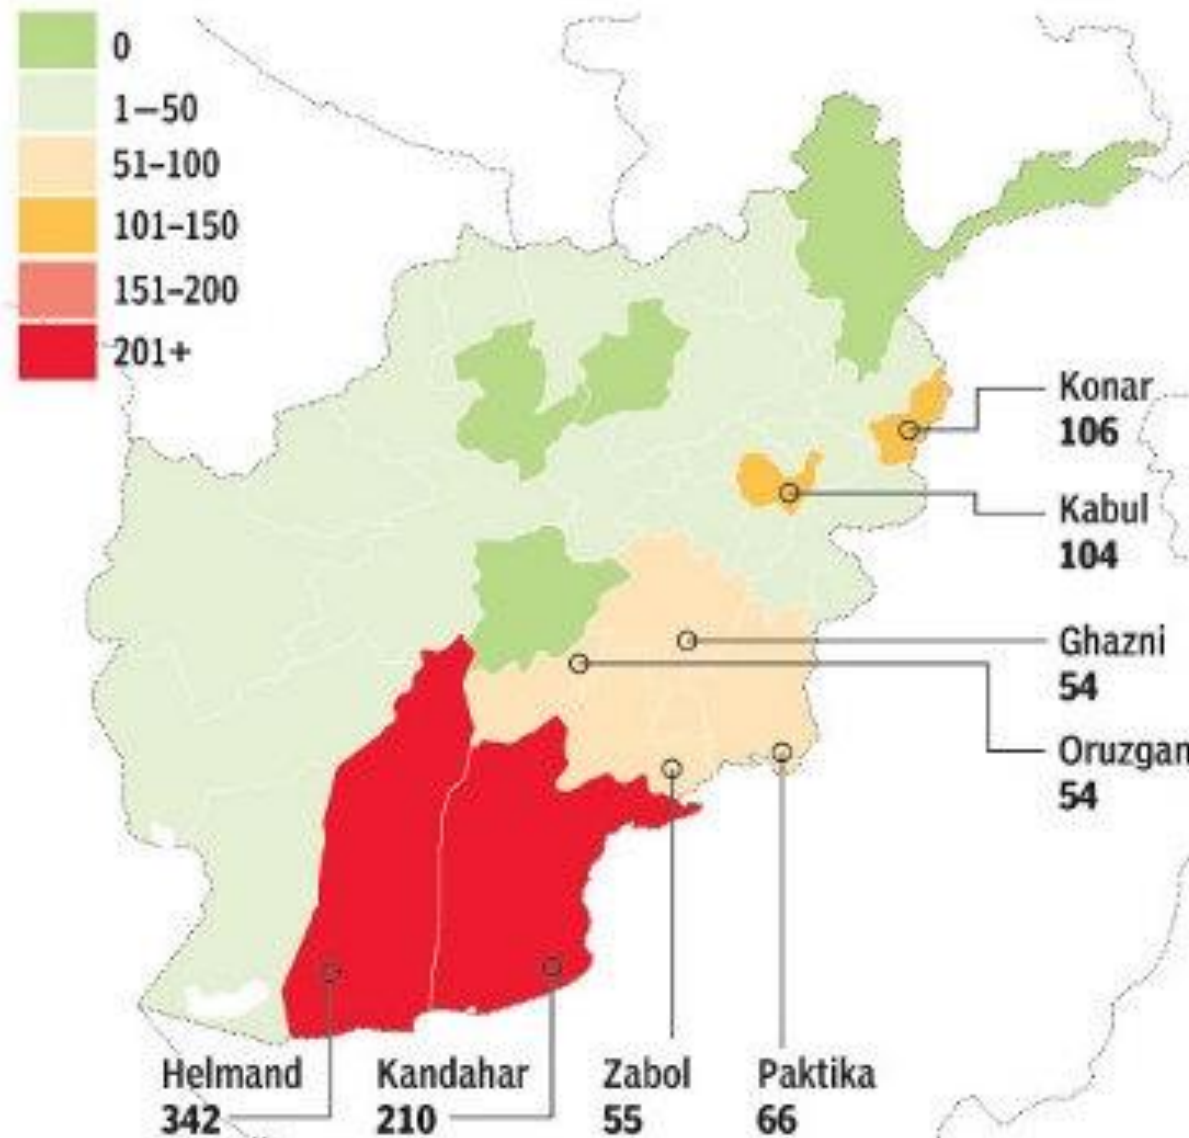 0
1–50
51–100
101–150
151–200
201+
Konar
106
Kabul
104
Ghazni
54
Oruzgan
54
Helmand
342
Kandahar
210
Zabol
55
Paktika
66